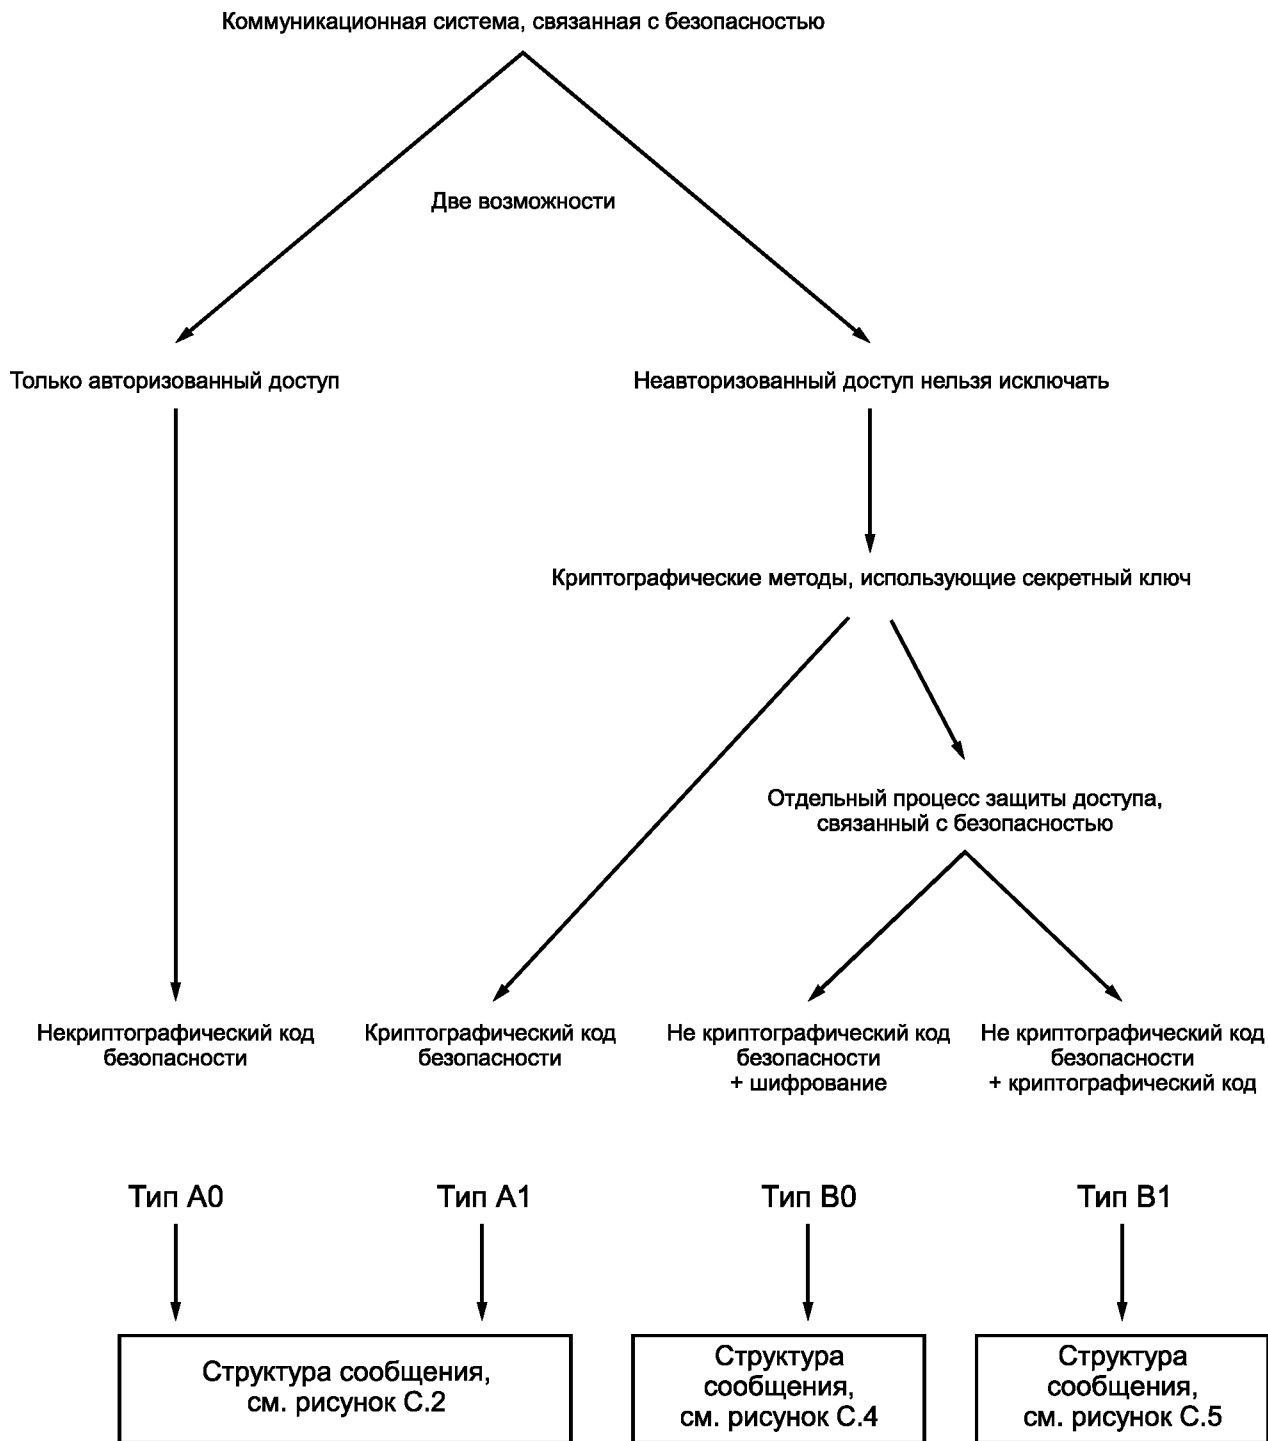 Коммуникационная система, связанная с безопасностью
Две возможности
Только авторизованный доступ
Неавторизованный доступ нельзя исключать
Криптографические методы, использующие секретный ключ
Отдельный процесс защиты доступа,
связанный с безопасностью
Некриптографический код
безопасности
Криптографический код
безопасности
Не криптографический код
безопасности
+ шифрование
Не криптографический код
безопасности
+ криптографический код
Тип А0
Тип А1
Тип В0
Тип В1
Структура сообщения,
см. рисунок С.2
Структура
сообщения,
см. рисунок С.4
Структура
сообщения,
см. рисунок С.5